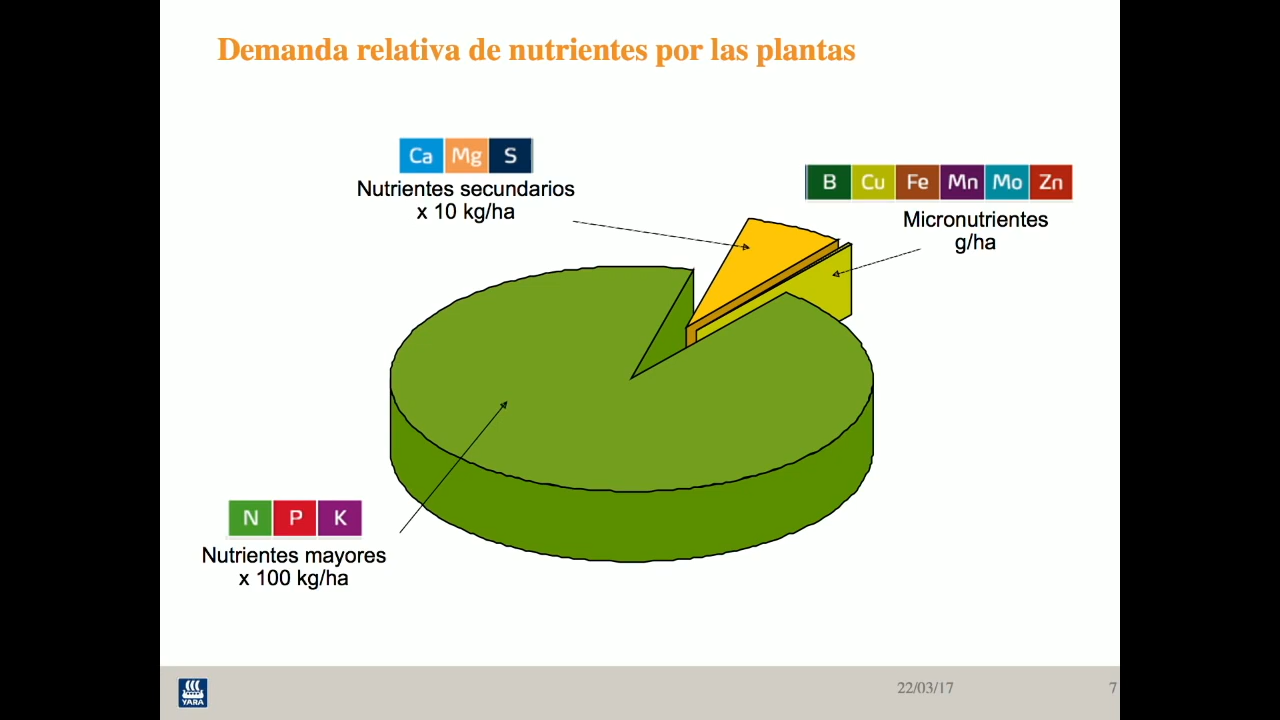 Demanda relativa de nutrientes por las plantas
Ca Mg S
Nutrientes secundarios
x 10 kg/ha
B Cu Fe Mn Mo Zn
Micronutrientes
g/ha
N P K
Nutrientes mayores
x 100 kg/ha
YARA
22/03/17
7